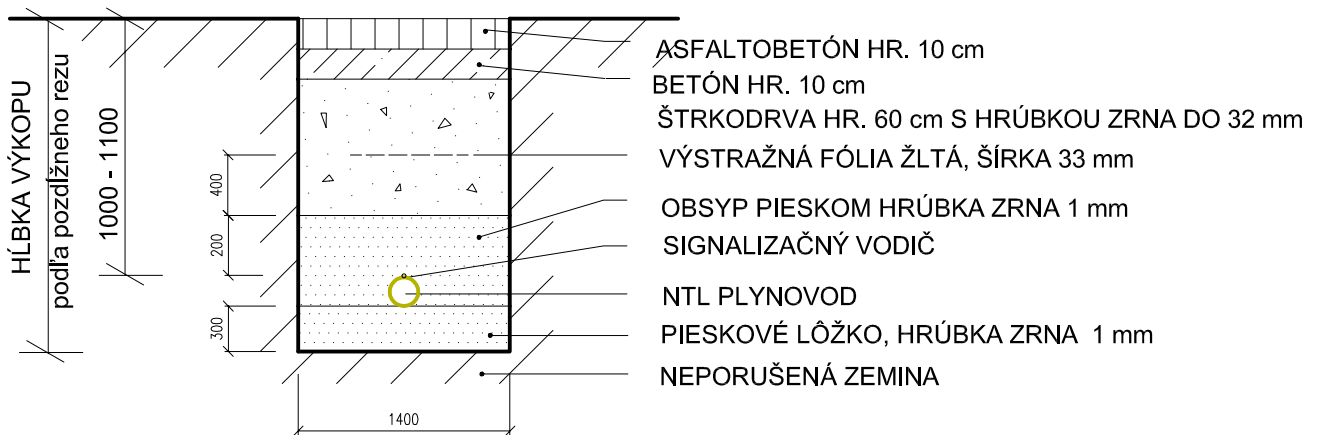 ASFALTOBETÓN HR. 10 cm
BETÓN HR. 10 cm
ŠTRKODRVA HR. 60 cm S HRÚBKOU ZRNA DO 32 mm
VÝSTRAŽNÁ FÓLIA ŽLTÁ, ŠÍRKA 33 mm
OBSYP PIESKOM HRÚBKA ZRNA 1 mm
SIGNALIZAČNÝ VODIČ
NTL PLYNOVOD
PIESKOVÉ LÔŽKO, HRÚBKA ZRNA 1 mm
NEPORUŠENÁ ZEMINA
HĹBKA VÝKOPU
podľa pozdĺžneho rezu
1000 - 1100
400
200
300
1400